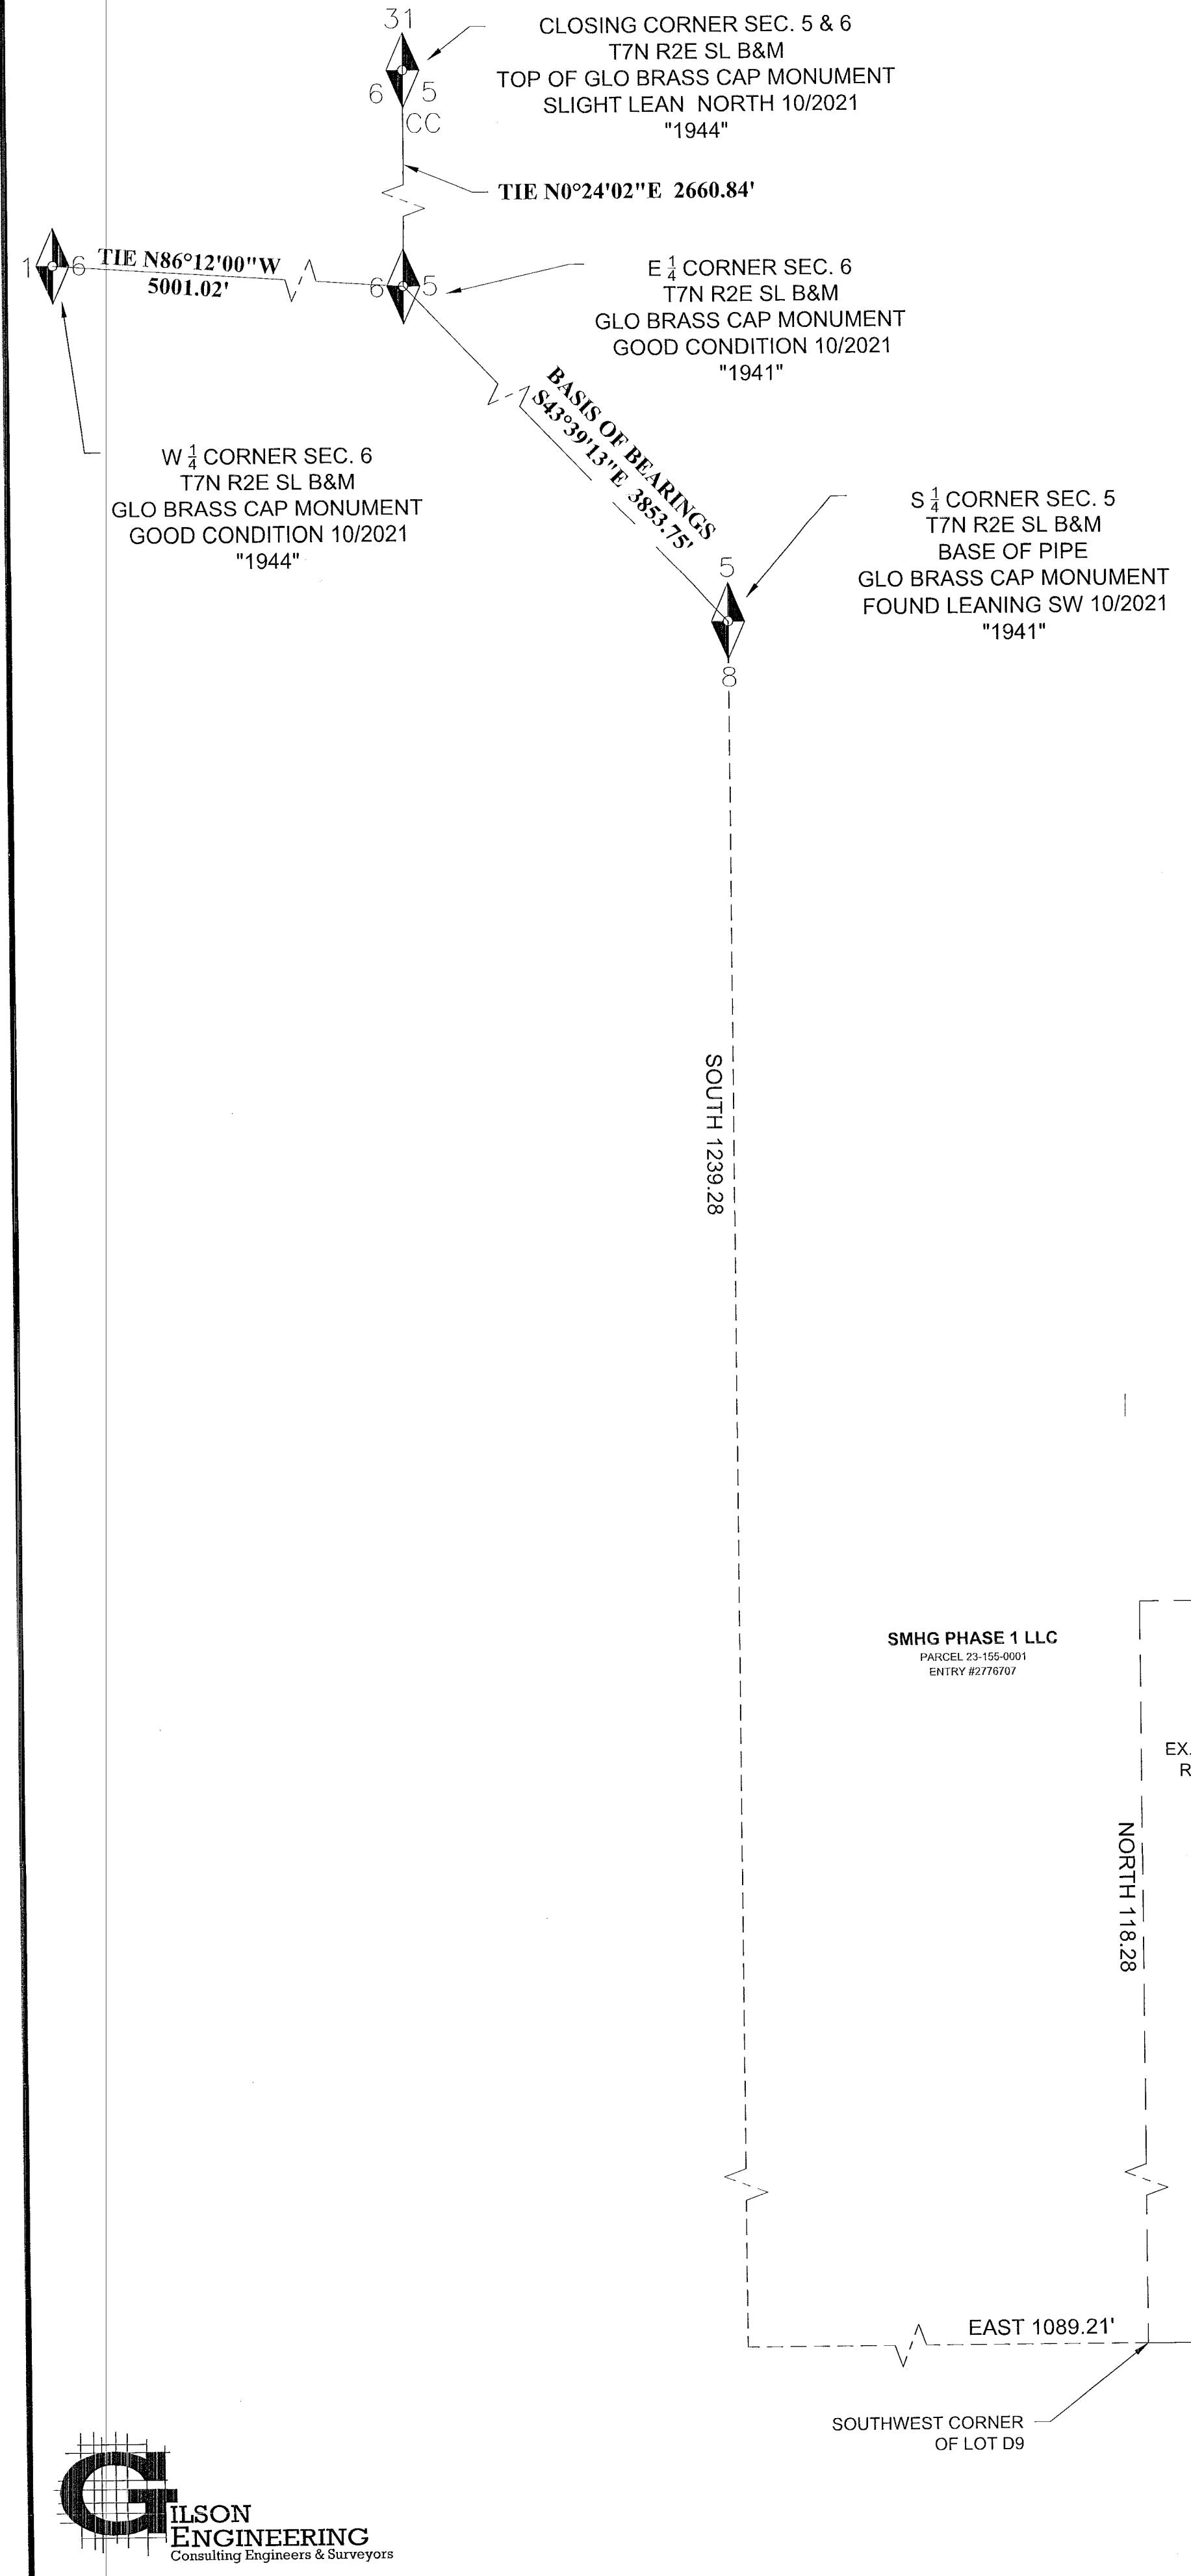 31
6 5
CC
CLOSING CORNER SEC. 5 & 6
T7N R2E SL B&M
TOP OF GLO BRASS CAP MONUMENT
SLIGHT LEAN NORTH 10/2021
"1944"
TIE N0°24'02"E 2660.84'
1 6
TIE N86°12'00"W
5001.02'
6 5
E 1/4 CORNER SEC. 6
T7N R2E SL B&M
GLO BRASS CAP MONUMENT
GOOD CONDITION 10/2021
"1941"
BASIS OF BEARINGS
S43°39'13"E 3853.75'
W 1/4 CORNER SEC. 6
T7N R2E SL B&M
GLO BRASS CAP MONUMENT
GOOD CONDITION 10/2021
"1944"
5
8
S 1/4 CORNER SEC. 5
T7N R2E SL B&M
BASE OF PIPE
GLO BRASS CAP MONUMENT
FOUND LEANING SW 10/2021
"1941"
SOUTH 1239.28
SMHG PHASE 1 LLC
PARCEL 23-155-0001
ENTRY #2776707
EX.
R
NORTH 118.28
EAST 1089.21'
SOUTHWEST CORNER
OF LOT D9
GILSON
ENGINEERING
Consulting Engineers & Surveyors